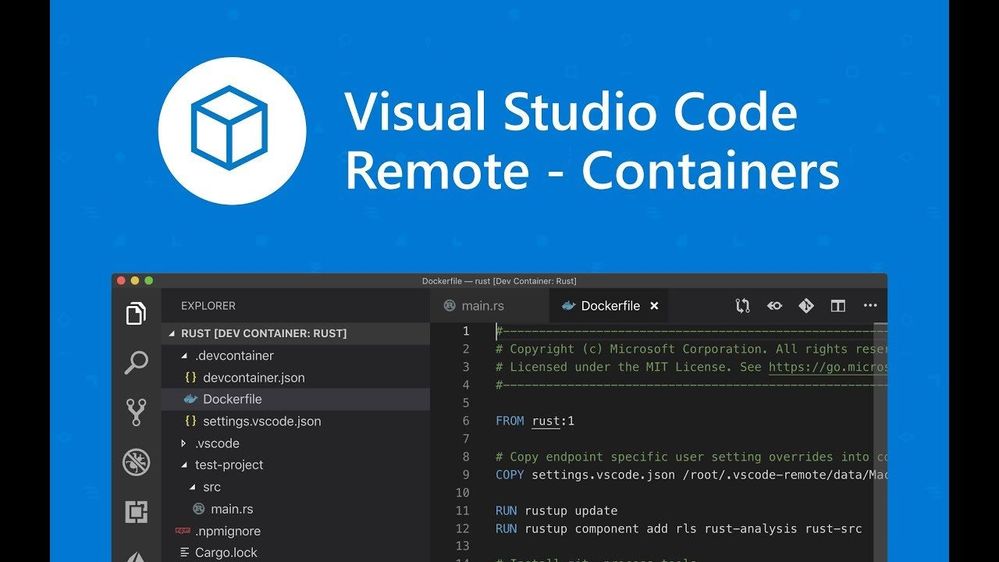 Visual Studio Code
Remote - Containers
Dockerfile — rust [Dev Container: Rust]
EXPLORER
main.rs
Dockerfile
RUST [DEV CONTAINER: RUST]
.devcontainer
{} devcontainer.json
Dockerfile
{} settings.vscode.json
.vscode
test-project
src
main.rs
.npmignore
Cargo.lock
1 #------------------------------------------------------
2 # Copyright (c) Microsoft Corporation. All rights rese
3 # Licensed under the MIT License. See https://go.micros
4 #------------------------------------------------------
5
6 FROM rust:1
7
8 # Copy endpoint specific user setting overrides into co
9 COPY settings.vscode.json /root/.vscode-remote/data/Mac
10
11 RUN rustup update
12 RUN rustup component add rls rust-analysis rust-src
13